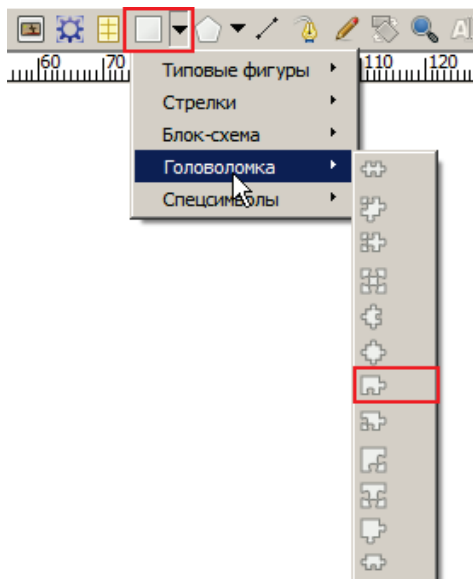 60 70 110 120
Типовые фигуры
Стрелки
Блок-схема
Головоломка
Спецсимволы